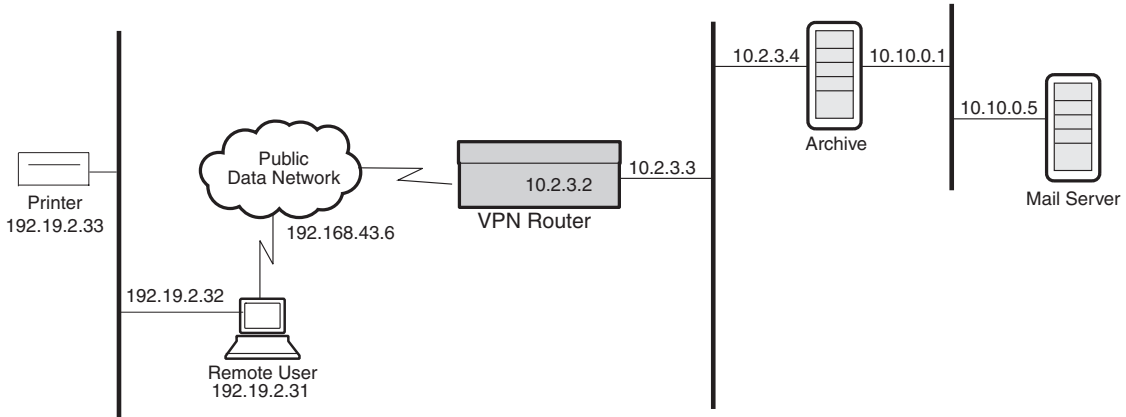 Printer
192.19.2.33
192.19.2.32
Remote User
192.19.2.31
Public
Data Network
192.168.43.6
10.2.3.2
VPN Router
10.2.3.3
10.2.3.4
Archive
10.10.0.1
10.10.0.5
Mail Server